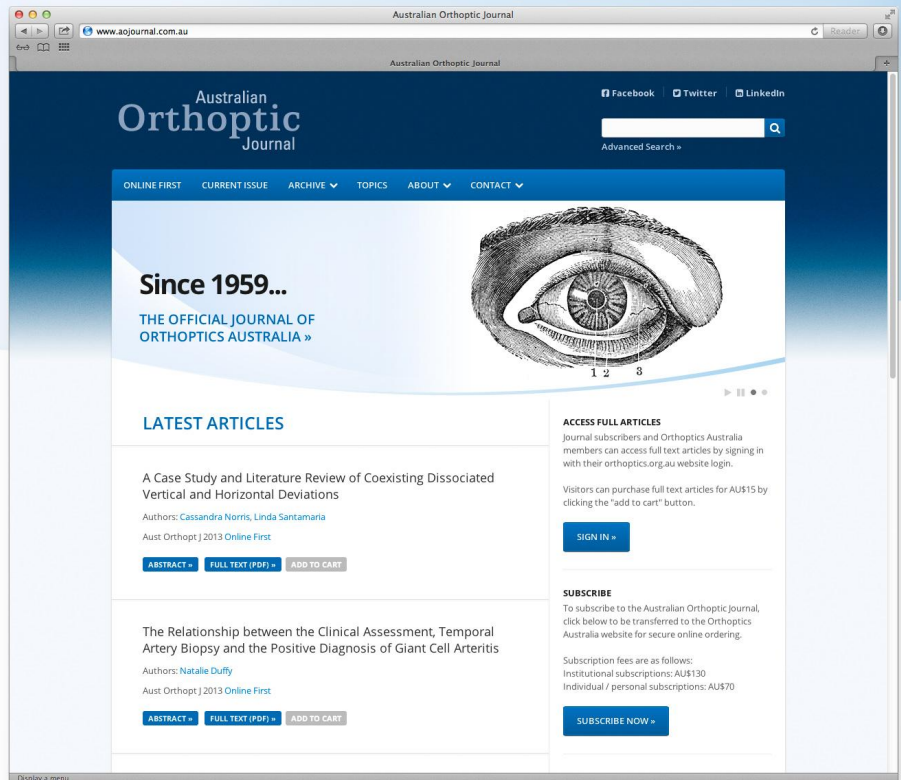 Australian Orthoptic Journal
www.aojournal.com.au
Reader
Australian Orthoptic Journal
Australian
Orthoptic
Journal
Facebook Twitter LinkedIn
Advanced Search »
ONLINE FIRST CURRENT ISSUE ARCHIVE TOPICS ABOUT CONTACT
Since 1959...
THE OFFICIAL JOURNAL OF
ORTHOPTICS AUSTRALIA »
1 2 3
LATEST ARTICLES
A Case Study and Literature Review of Coexisting Dissociated
Vertical and Horizontal Deviations
Authors: Cassandra Norris, Linda Santamaria
Aust Orthopt J 2013 Online First
ABSTRACT » FULL TEXT (PDF) » ADD TO CART
The Relationship between the Clinical Assessment, Temporal
Artery Biopsy and the Positive Diagnosis of Giant Cell Arteritis
Authors: Natalie Duffy
Aust Orthopt J 2013 Online First
ABSTRACT » FULL TEXT (PDF) » ADD TO CART
ACCESS FULL ARTICLES
Journal subscribers and Orthoptics Australia
members can access full text articles by signing in
with their orthoptics.org.au website login.
Visitors can purchase full text articles for AU$15 by
clicking the "add to cart" button.
SIGN IN »
SUBSCRIBE
To subscribe to the Australian Orthoptic Journal,
click below to be transferred to the Orthoptics
Australia website for secure online ordering.
Subscription fees are as follows:
Institutional subscriptions: AU$130
Individual / personal subscriptions: AU$70
SUBSCRIBE NOW »
Display a menu